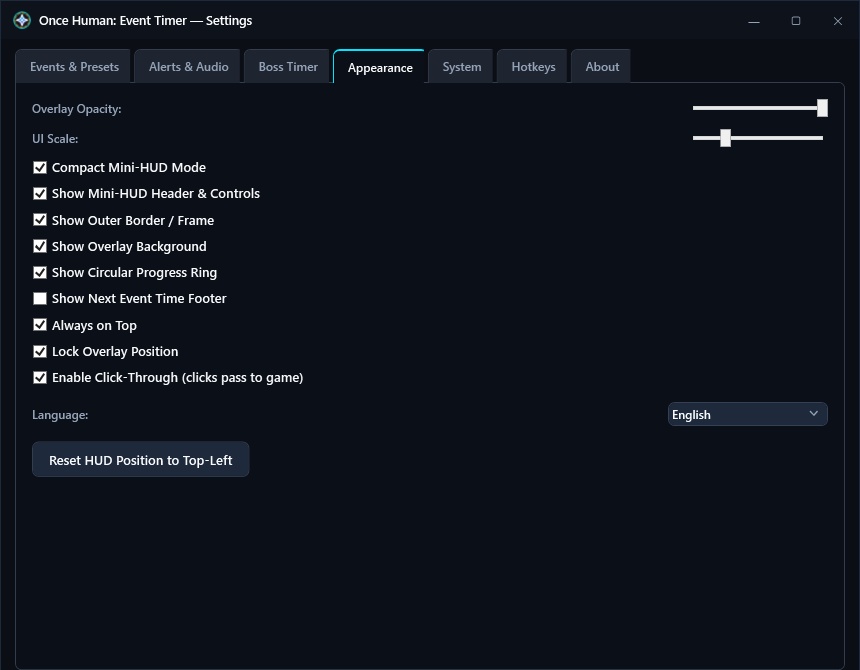 Once Human: Event Timer — Settings
Events & Presets
Alerts & Audio
Boss Timer
Appearance
System
Hotkeys
About
Overlay Opacity:
UI Scale:
Compact Mini-HUD Mode
Show Mini-HUD Header & Controls
Show Outer Border / Frame
Show Overlay Background
Show Circular Progress Ring
Show Next Event Time Footer
Always on Top
Lock Overlay Position
Enable Click-Through (clicks pass to game)
Language:
English
Reset HUD Position to Top-Left